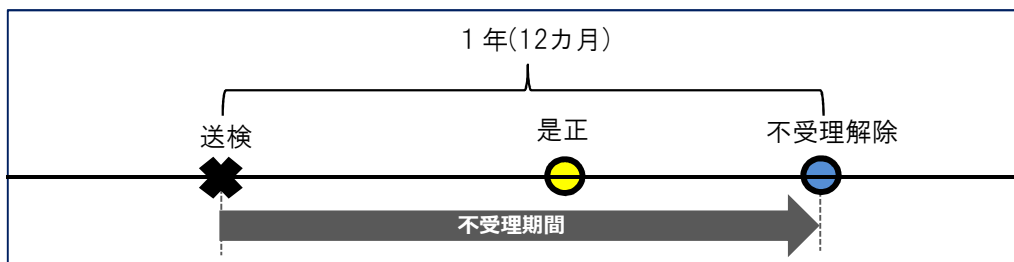 1年(12カ月)
送検
是正
不受理解除
不受理期間